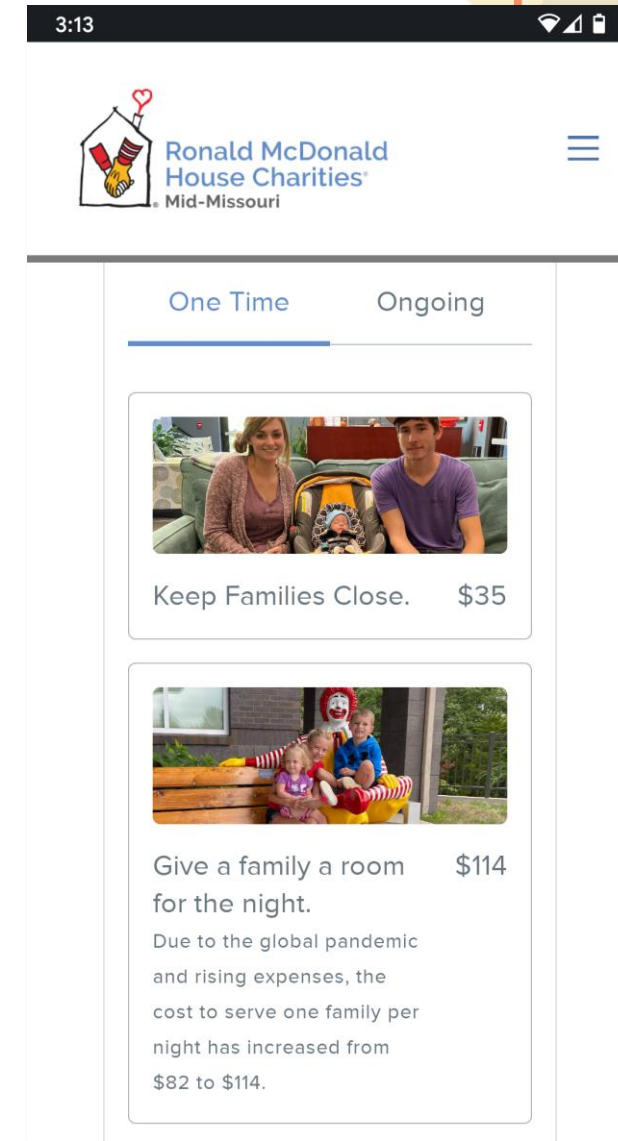 3:13
Ronald McDonald
House Charities®
Mid-Missouri
One Time Ongoing
Keep Families Close. $35
Give a family a room $114
for the night.
Due to the global pandemic
and rising expenses, the
cost to serve one family per
night has increased from
$82 to $114.